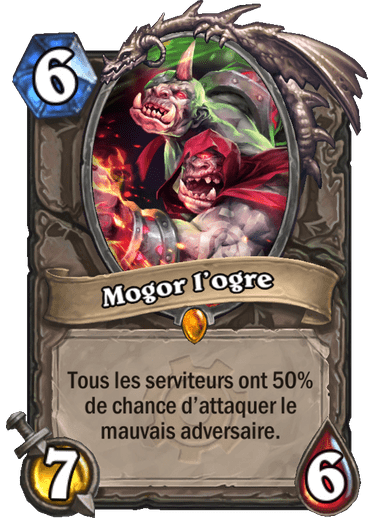 6
Mogor l'ogre
Tous les serviteurs ont 50%
de chance d'attaquer le
mauvais adversaire.
7
6